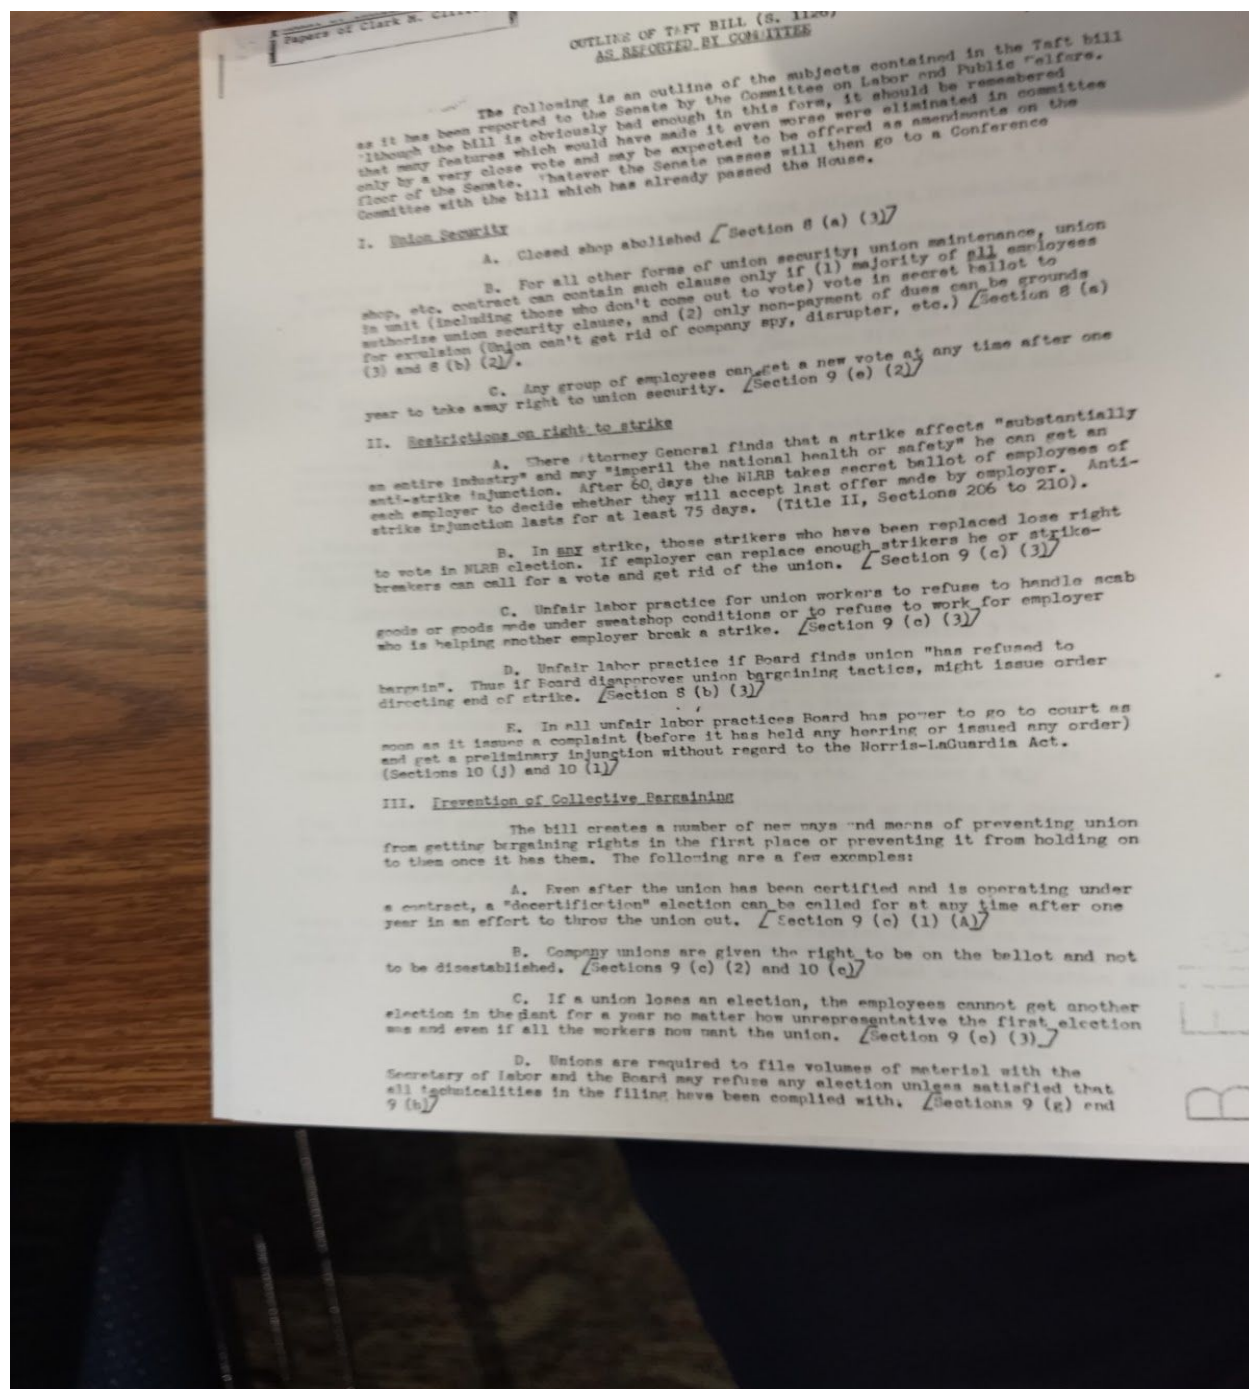 Papers of Clark M.
OUTLINE OF TAFT BILL (S. 1126)
AS REPORTED BY COMMITTEE
The following is an outline of the subjects contained in the Taft bill
as it has been reported to the Senate by the Committee on Labor and Public Welfare.
Although the bill is obviously bad enough in this form, it should be remembered
that many features which would have made it even worse were eliminated in committee
only by a very close vote and may be expected to be offered as amendments on the
floor of the Senate. Whatever the Senate passes will then go to a Conference
Committee with the bill which has already passed the House.
I. Union Security
A. Closed shop abolished [Section 8 (a) (3)]
B. For all other forms of union security; union maintenance, union
shop, etc. contract can contain such clause only if (1) majority of all employees
in unit (including those who don't come out to vote) vote in secret ballot to
authorize union security clause, and (2) only non-payment of dues can be grounds
for expulsion (Union can't get rid of company spy, disrupter, etc.) [Section 8 (a)
(3) and 8 (b) (2)].
C. Any group of employees can get a new vote at any time after one
year to take away right to union security. [Section 9 (e) (2)]
II. Restrictions on right to strike
A. Where Attorney General finds that a strike affects "substantially
an entire industry" and may "imperil the national health or safety" he can get an
anti-strike injunction. After 60 days the NLRB takes secret ballot of employees of
each employer to decide whether they will accept last offer made by employer. Anti-
strike injunction lasts for at least 75 days. (Title II, Sections 206 to 210).
B. In any strike, those strikers who have been replaced lose right
to vote in NLRB election. If employer can replace enough strikers he or strike-
breakers can call for a vote and get rid of the union. [Section 9 (c) (3)]
C. Unfair labor practice for union workers to refuse to handle scab
goods or goods made under sweatshop conditions or to refuse to work for employer
who is helping another employer break a strike. [Section 9 (c) (3)]
D. Unfair labor practice if Board finds union "has refused to
bargain". Thus if Board disapproves union bargaining tactics, might issue order
directing end of strike. [Section 8 (b) (3)]
E. In all unfair labor practices Board has power to go to court as
soon as it issues a complaint (before it has held any hearing or issued any order)
and get a preliminary injunction without regard to the Norris-LaGuardia Act.
(Sections 10 (j) and 10 (l)]
III. Prevention of Collective Bargaining
The bill creates a number of new ways and means of preventing union
from getting bargaining rights in the first place or preventing it from holding on
to them once it has them. The following are a few examples:
A. Even after the union has been certified and is operating under
a contract, a "decertification" election can be called for at any time after one
year in an effort to throw the union out. [Section 9 (c) (1) (A)]
B. Company unions are given the right to be on the ballot and not
to be disestablished. [Sections 9 (c) (2) and 10 (c)]
C. If a union loses an election, the employees cannot get another
election in the plant for a year no matter how unrepresentative the first election
was and even if all the workers now want the union. [Section 9 (c) (3).]
D. Unions are required to file volumes of material with the
Secretary of Labor and the Board may refuse any election unless satisfied that
all technicalities in the filing have been complied with. [Sections 9 (g) and
9 (h)]